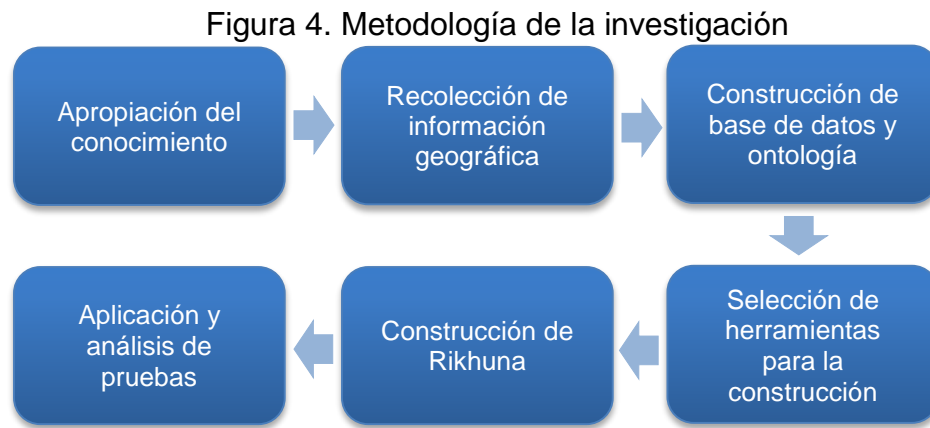 Figura 4. Metodología de la investigación
Apropiación del
conocimiento
Recolección de
información
geográfica
Construcción de
base de datos y
ontología
Selección de
herramientas
para la
construcción
Construcción de
Rikhuna
Aplicación y
análisis de
pruebas